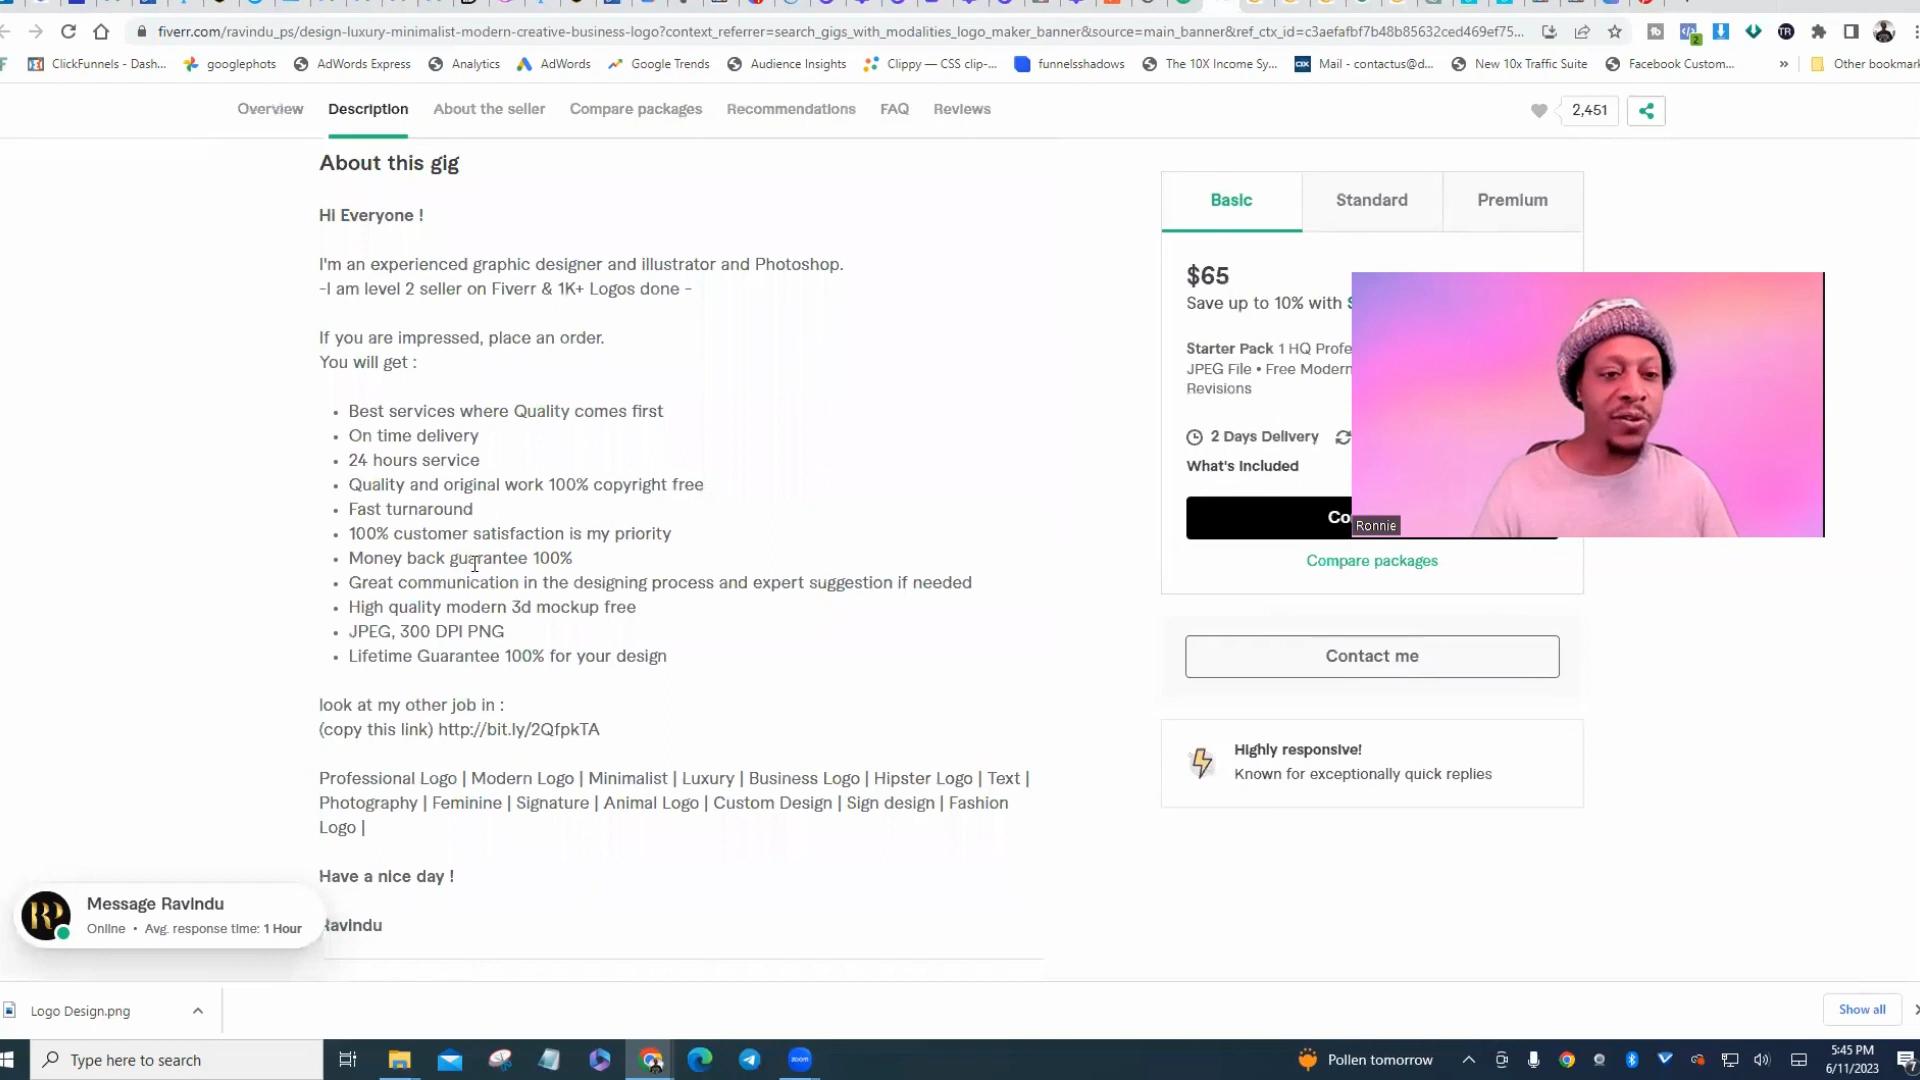 fiverr.com/ravindu_ps/design-luxury-minimalist-modern-creative-business-logo?context_referrer=search_gigs_with_modalities_logo_maker_banner&source=main_banner&ref_ctx_id=c3aefafbf7b48b85632ced469ef75...
ClickFunnels - Dash... googlephots AdWords Express Analytics AdWords Google Trends Audience Insights Clippy — CSS clip-... funnelsshadows The 10X Income Sy... Mail - contactus@d... New 10x Traffic Suite Facebook Custom... » Other bookmar
Overview Description About the seller Compare packages Recommendations FAQ Reviews 2,451
About this gig
Hi Everyone !
I'm an experienced graphic designer and illustrator and Photoshop.
-I am level 2 seller on Fiverr & 1K+ Logos done -
If you are impressed, place an order.
You will get :
• Best services where Quality comes first
• On time delivery
• 24 hours service
• Quality and original work 100% copyright free
• Fast turnaround
• 100% customer satisfaction is my priority
• Money back guarantee 100%
• Great communication in the designing process and expert suggestion if needed
• High quality modern 3d mockup free
• JPEG, 300 DPI PNG
• Lifetime Guarantee 100% for your design
look at my other job in :
(copy this link) http://bit.ly/2QfpkTA
Professional Logo | Modern Logo | Minimalist | Luxury | Business Logo | Hipster Logo | Text |
Photography | Feminine | Signature | Animal Logo | Custom Design | Sign design | Fashion
Logo |
Have a nice day !
Ravindu
Basic Standard Premium
$65
Save up to 10% with
Starter Pack 1 HQ Profe
JPEG File • Free Modern
Revisions
2 Days Delivery
What's Included
Co
Ronnie
Compare packages
Contact me
Highly responsive!
Known for exceptionally quick replies
RP
Message Ravindu
Online • Avg. response time: 1 Hour
Logo Design.png
Show all
Type here to search
zoom
Pollen tomorrow
5:45 PM
6/11/2023